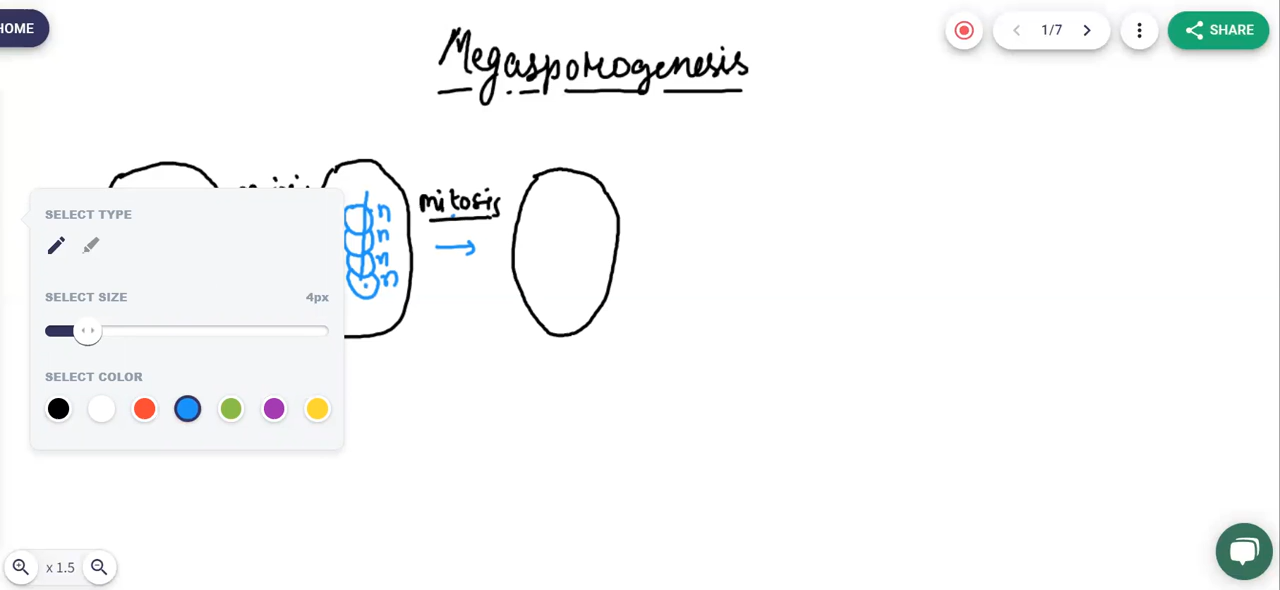 HOME
Megasporogenesis
1/7
SHARE
mitosis
SELECT TYPE
n
n
n
n
SELECT SIZE 4px
SELECT COLOR
x 1.5